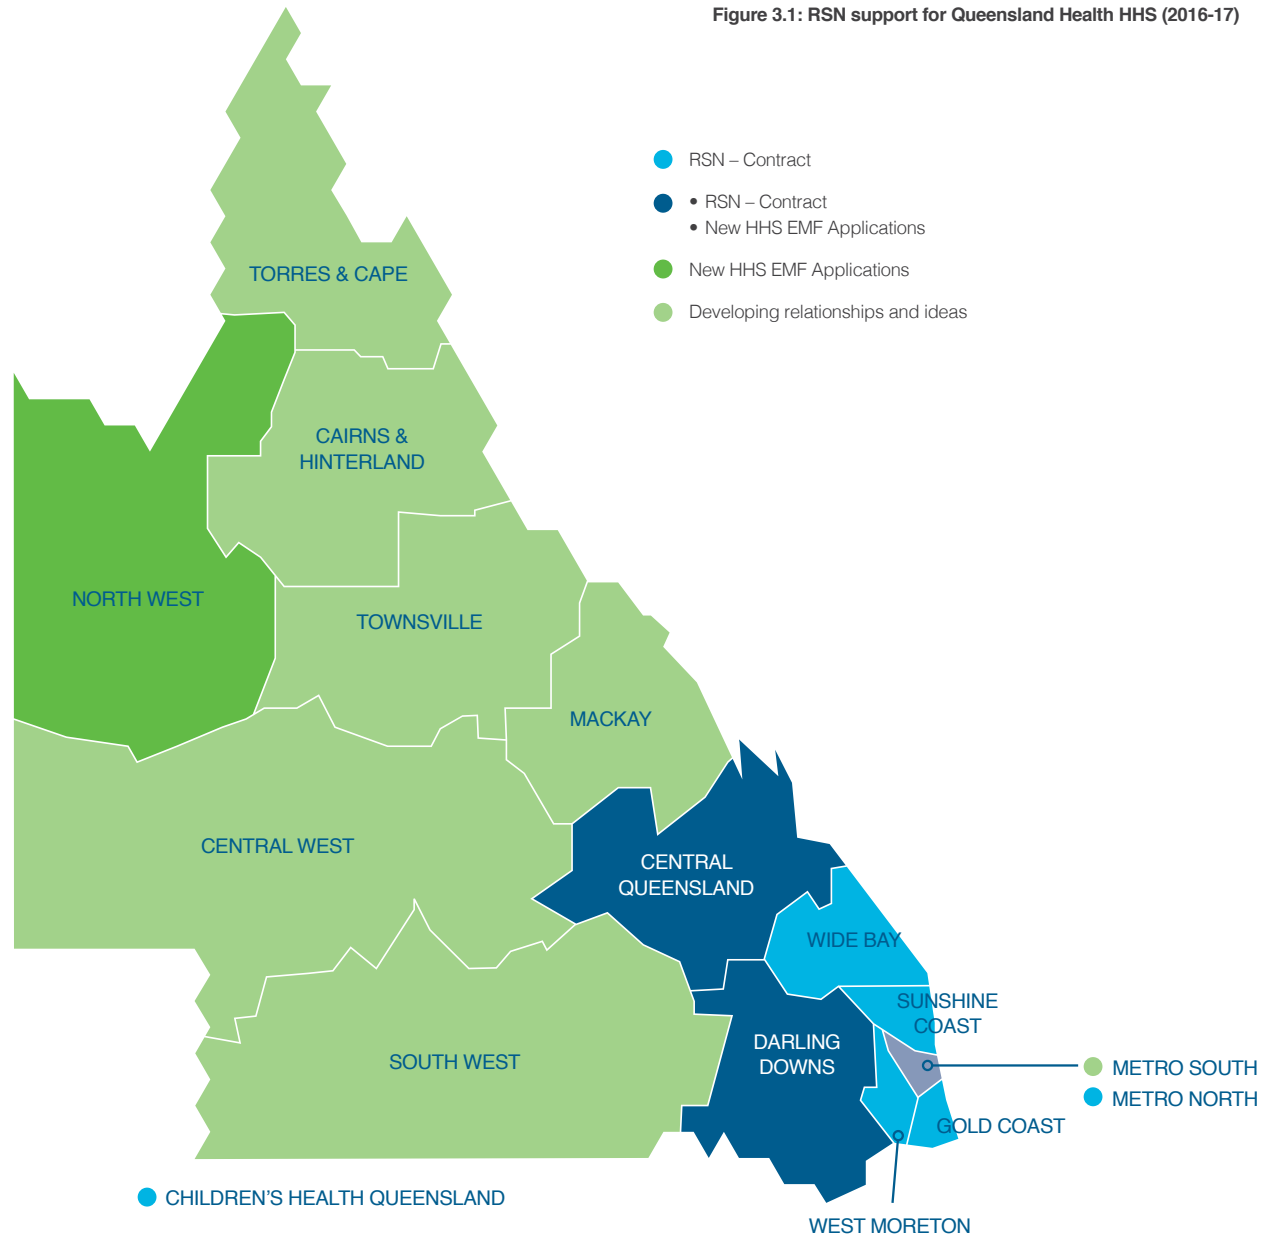 Figure 3.1: RSN support for Queensland Health HHS (2016-17)
RSN – Contract
• RSN – Contract
• New HHS EMF Applications
New HHS EMF Applications
Developing relationships and ideas
TORRES & CAPE
CAIRNS &
HINTERLAND
NORTH WEST
TOWNSVILLE
MACKAY
CENTRAL WEST
CENTRAL
QUEENSLAND
WIDE BAY
SUNSHINE
COAST
DARLING
DOWNS
SOUTH WEST
METRO SOUTH
METRO NORTH
GOLD COAST
CHILDREN'S HEALTH QUEENSLAND
WEST MORETON